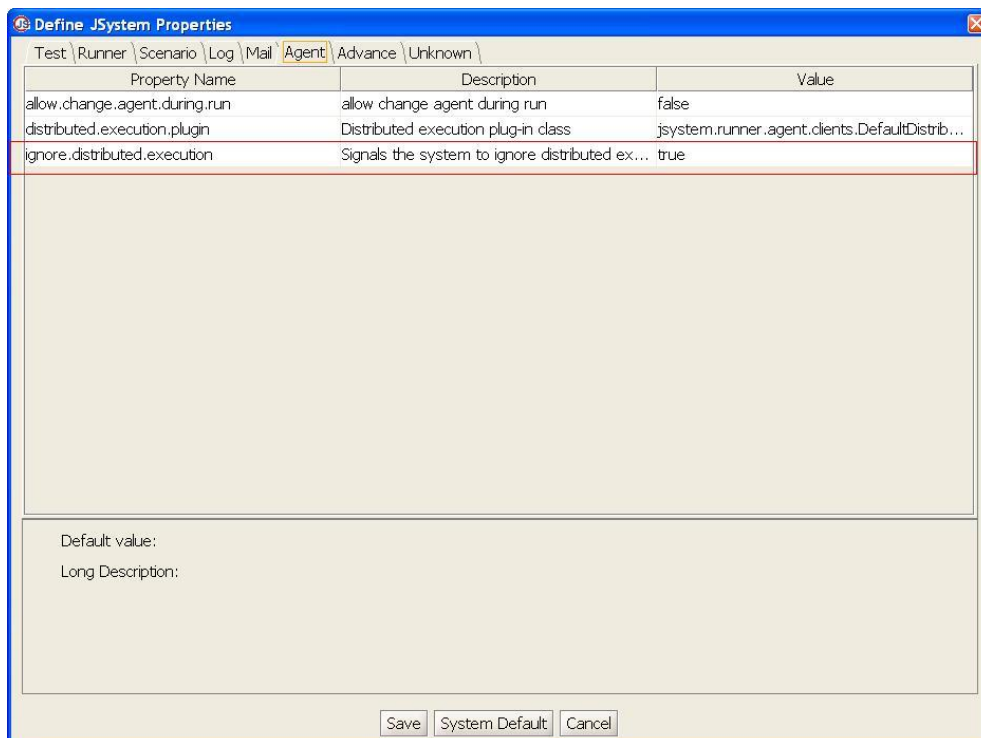 JS Define JSystem Properties
Test Runner Scenario Log Mail Agent Advance Unknown
Property Name Description Value
allow.change.agent.during.run allow change agent during run false
distributed.execution.plugin Distributed execution plug-in class jsystem.runner.agent.clients.DefaultDistrib...
ignore.distributed.execution Signals the system to ignore distributed ex... true
Default value:
Long Description:
Save System Default Cancel